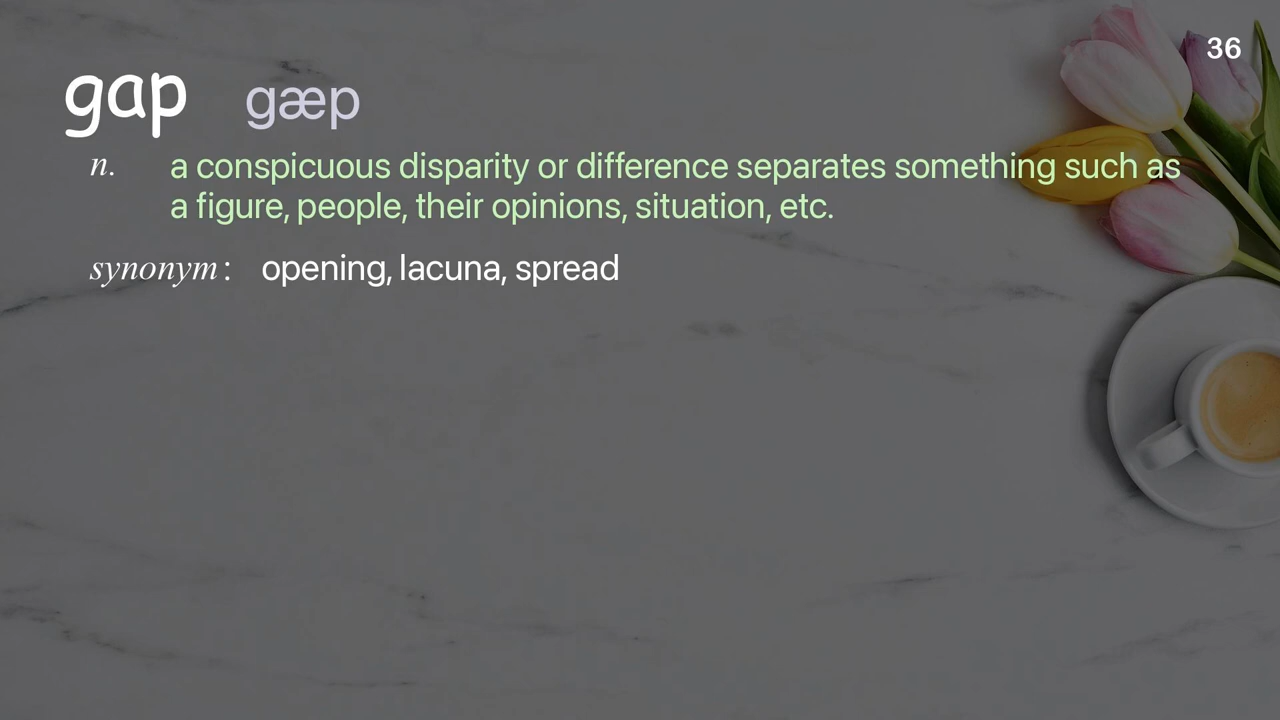 36
gap gæp
n. a conspicuous disparity or difference separates something such as
a figure, people, their opinions, situation, etc.
synonym : opening, lacuna, spread